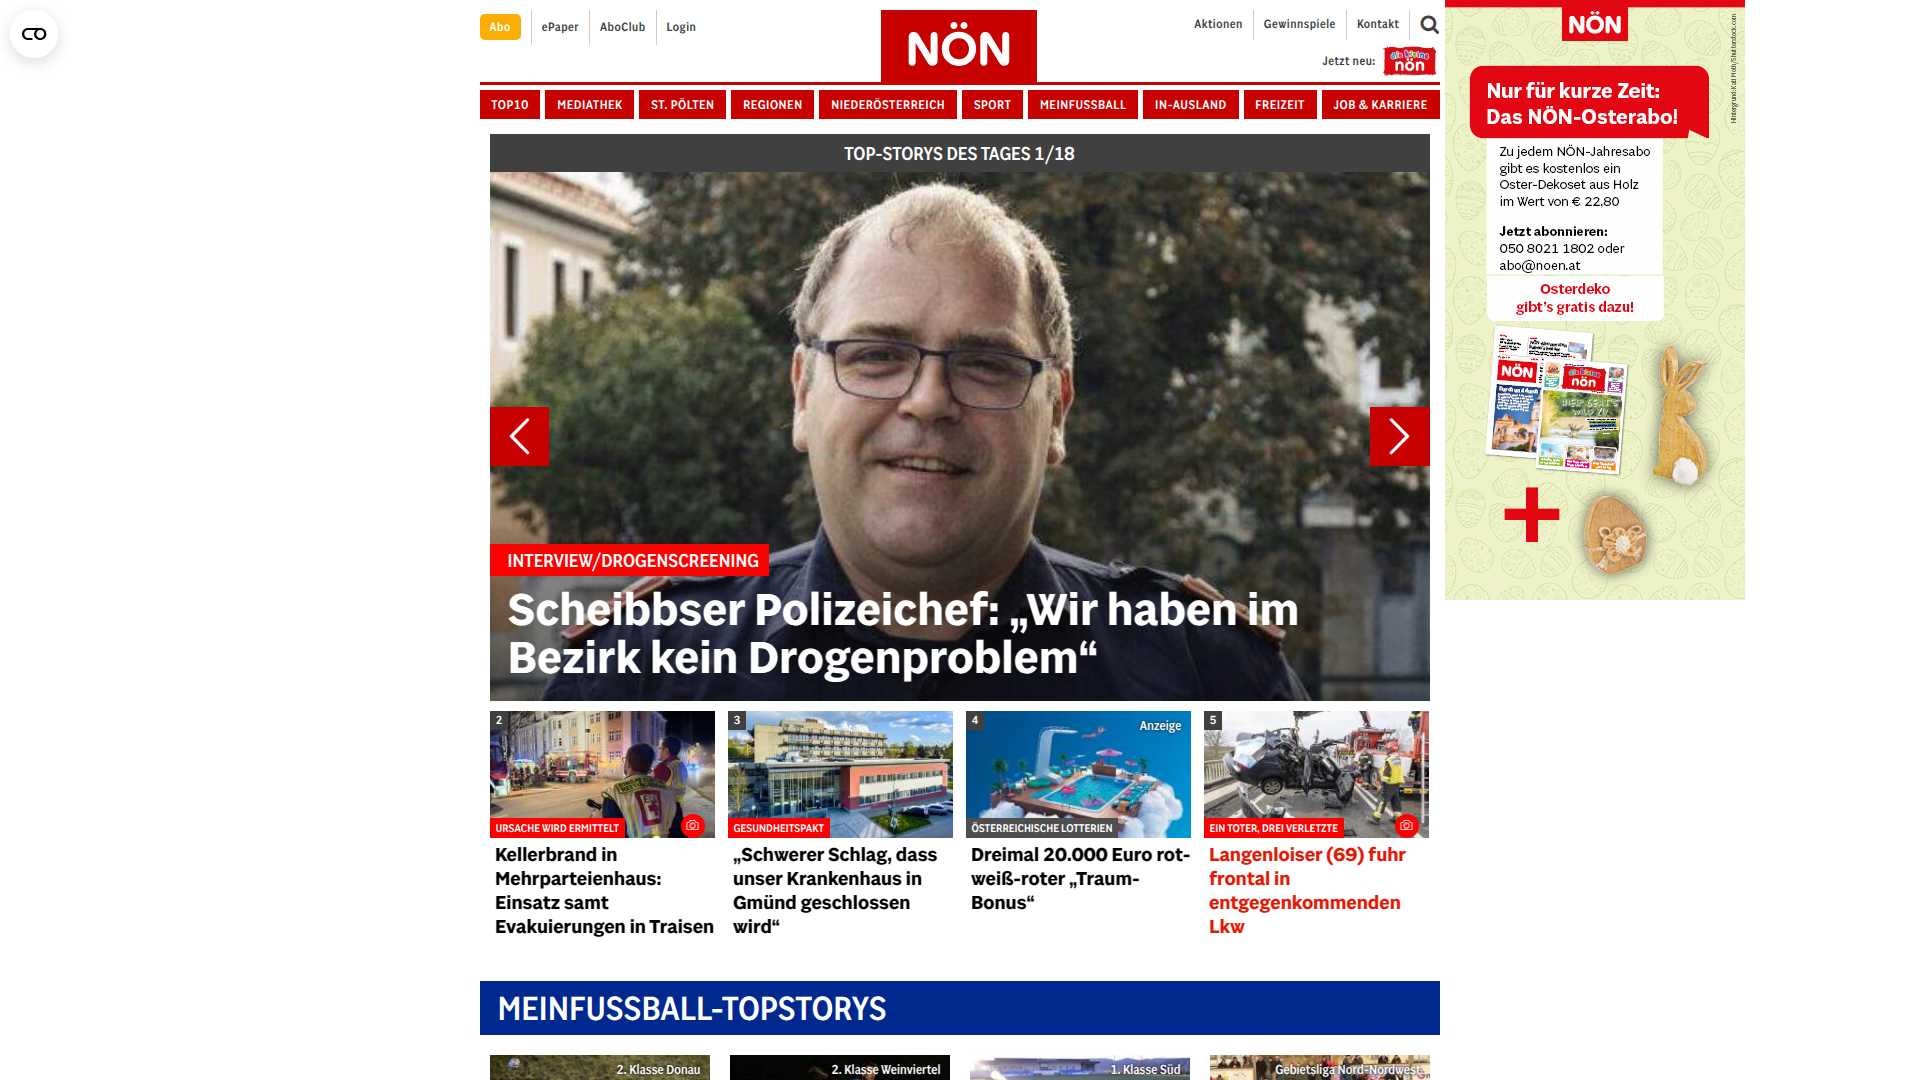 Abo
ePaper
AboClub
Login
NÖN
Aktionen
Gewinnspiele
Kontakt
Jetzt neu:
die kleine
nön
TOP10
MEDIATHEK
ST. PÖLTEN
REGIONEN
NIEDERÖSTERREICH
SPORT
MEINFUSSBALL
IN-AUSLAND
FREIZEIT
JOB & KARRIERE
TOP-STORYS DES TAGES 1/18
INTERVIEW/DROGENSCREENING
Scheibbser Polizeichef: „Wir haben im
Bezirk kein Drogenproblem“
2
URSACHE WIRD ERMITTELT
Kellerbrand in
Mehrparteienhaus:
Einsatz samt
Evakuierungen in Traisen
3
GESUNDHEITSPAKT
„Schwerer Schlag, dass
unser Krankenhaus in
Gmünd geschlossen
wird“
4
Anzeige
ÖSTERREICHISCHE LOTTERIEN
Dreimal 20.000 Euro rot-
weiß-roter „Traum-
Bonus“
5
EIN TOTER, DREI VERLETZTE
Langenloiser (69) fuhr
frontal in
entgegenkommenden
Lkw
MEINFUSSBALL-TOPSTORYS
2. Klasse Donau
2. Klasse Weinviertel
1. Klasse Süd
Gebietsliga Nord-Nordwest
NÖN
Nur für kurze Zeit:
Das NÖN-Osterabo!
Zu jedem NÖN-Jahresabo
gibt es kostenlos ein
Oster-Dekoset aus Holz
im Wert von € 22,80
Jetzt abonnieren:
050 8021 1802 oder
abo@noen.at
Osterdeko
gibt's gratis dazu!
NÖN
die kleine
nön